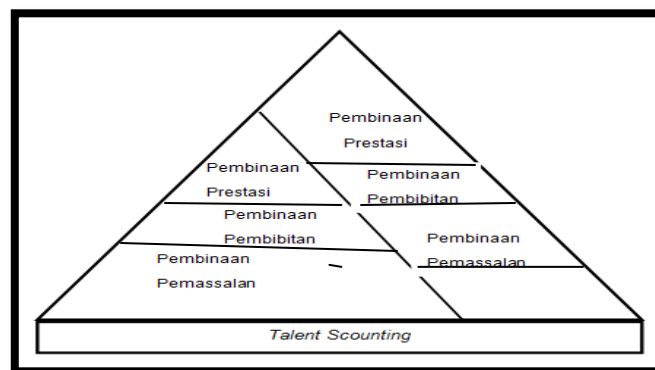 Pembinaan
Prestasi
Pembinaan
Prestasi
Pembinaan
Pembibitan
Pembinaan
Pembibitan
Pembinaan
Pemassalan
Pembinaan
Pemassalan
Talent Scounting